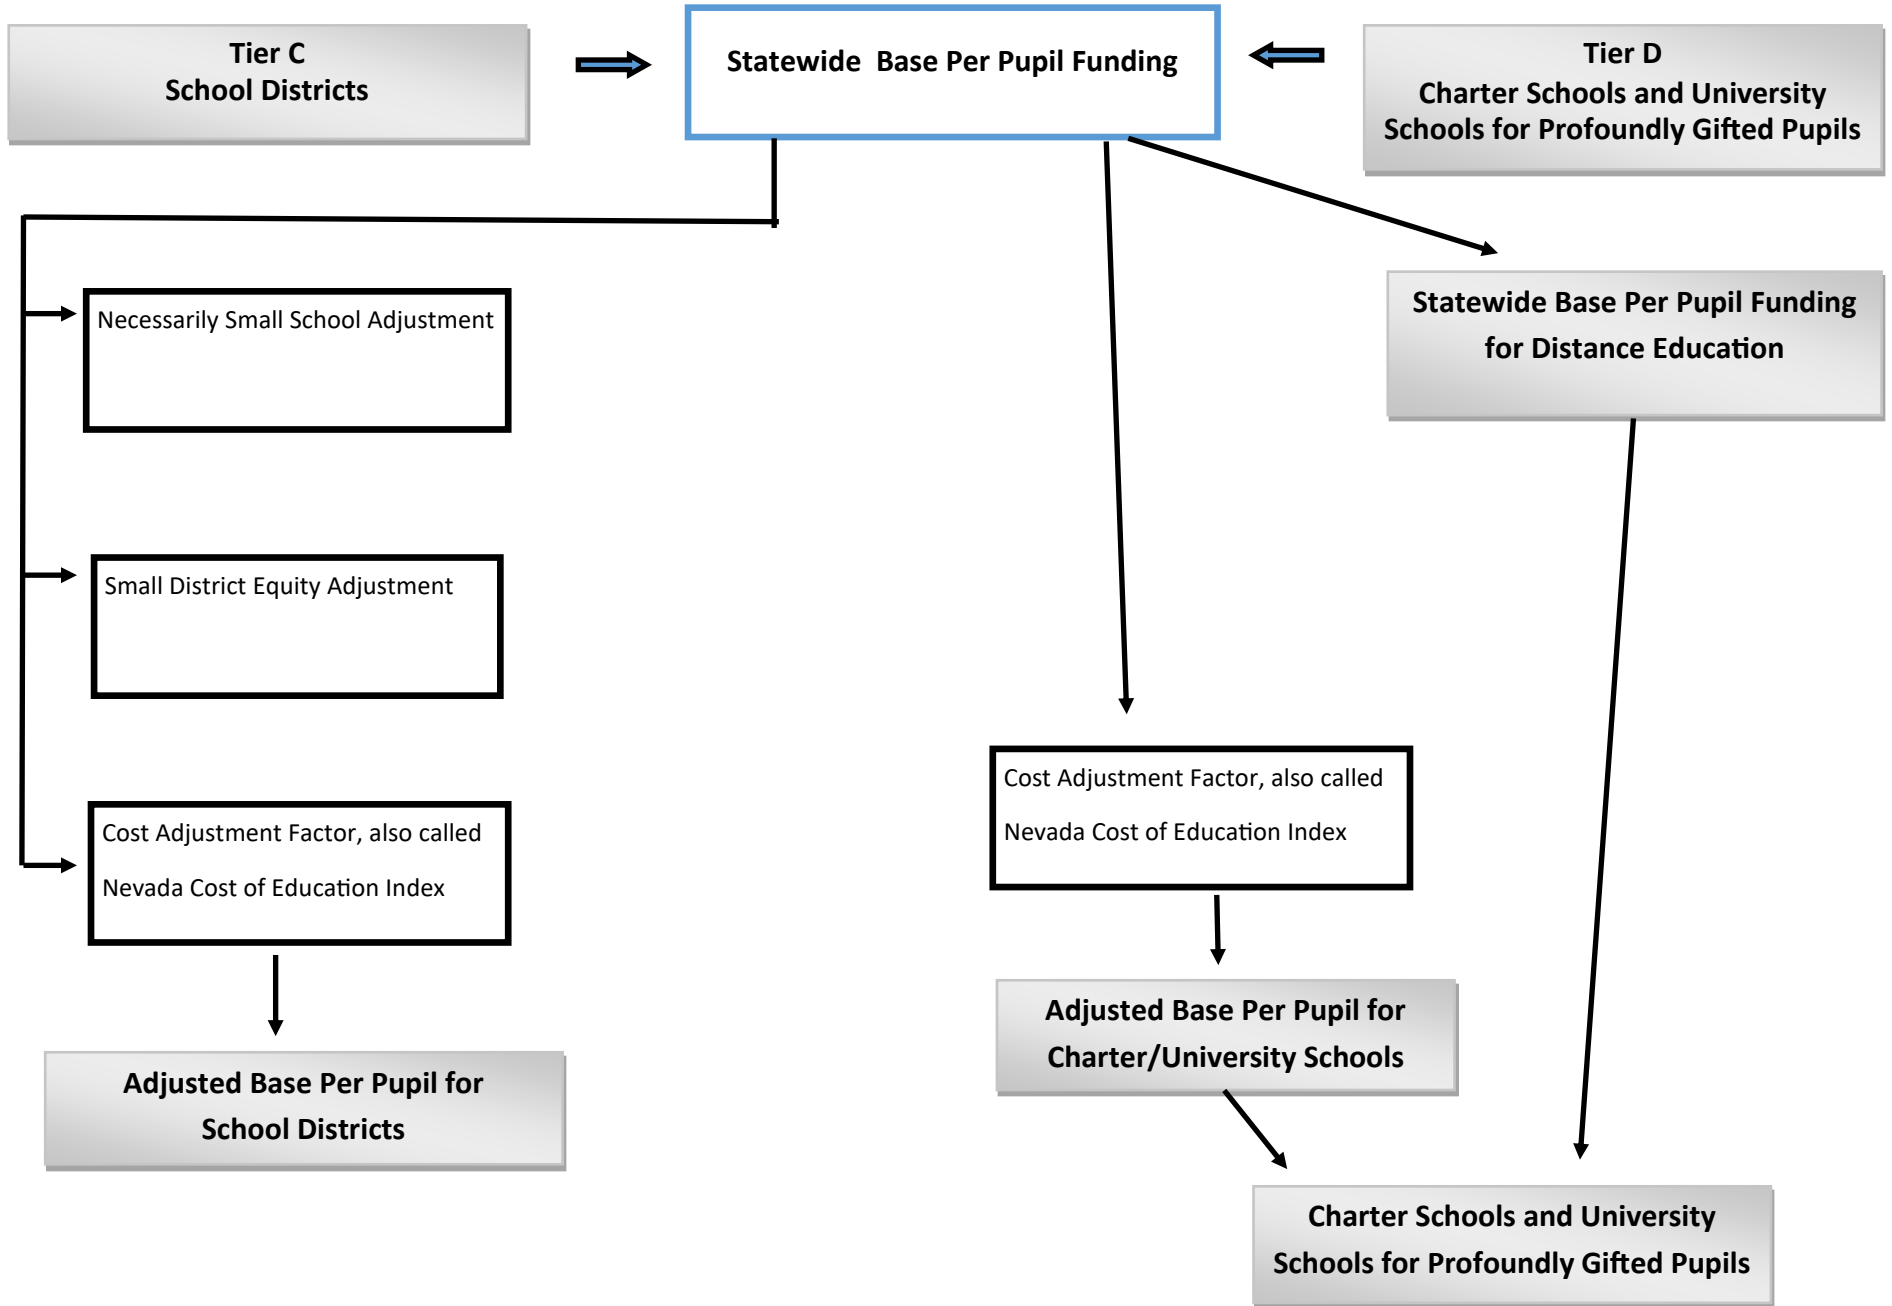 Tier C
School Districts
Statewide  Base Per Pupil Funding
Tier D
Charter Schools and University
Schools for Profoundly Gifted Pupils
Necessarily Small School Adjustment
Statewide Base Per Pupil Funding
for Distance Education
Small District Equity Adjustment
Cost Adjustment Factor, also called
Nevada Cost of Education Index
Cost Adjustment Factor, also called
Nevada Cost of Education Index
Adjusted Base Per Pupil for
School Districts
Adjusted Base Per Pupil for
Charter/University Schools
Charter Schools and University
Schools for Profoundly Gifted Pupils